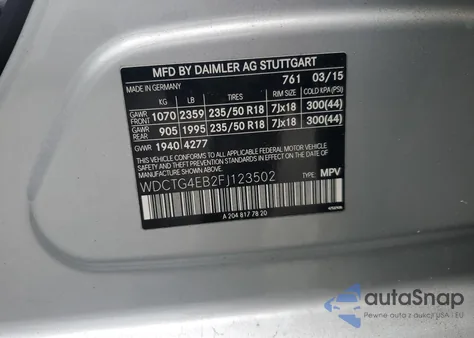 MFD BY DAIMLER AG STUTTGART
MADE IN GERMANY 761 03/15
KG LB TIRES RIM SIZE COLD KPA (PSI)
GAWR FRONT 1070 2359 235/50 R18 7Jx18 300(44)
GAWR REAR 905 1995 235/50 R18 7Jx18 300(44)
GVWR 1940 4277
THIS VEHICLE CONFORMS TO ALL APPLICABLE FEDERAL MOTOR VEHICLE
SAFETY STANDARDS AND THEFT PREVENTION STANDARDS IN EFFECT
ON THE DATE OF MANUFACTURE SHOWN ABOVE.
WDCTG4EB2FJ123502 TYPE: MPV
A 204 817 78 20
autoSnap
Pewne auta z dukcji USA i EU